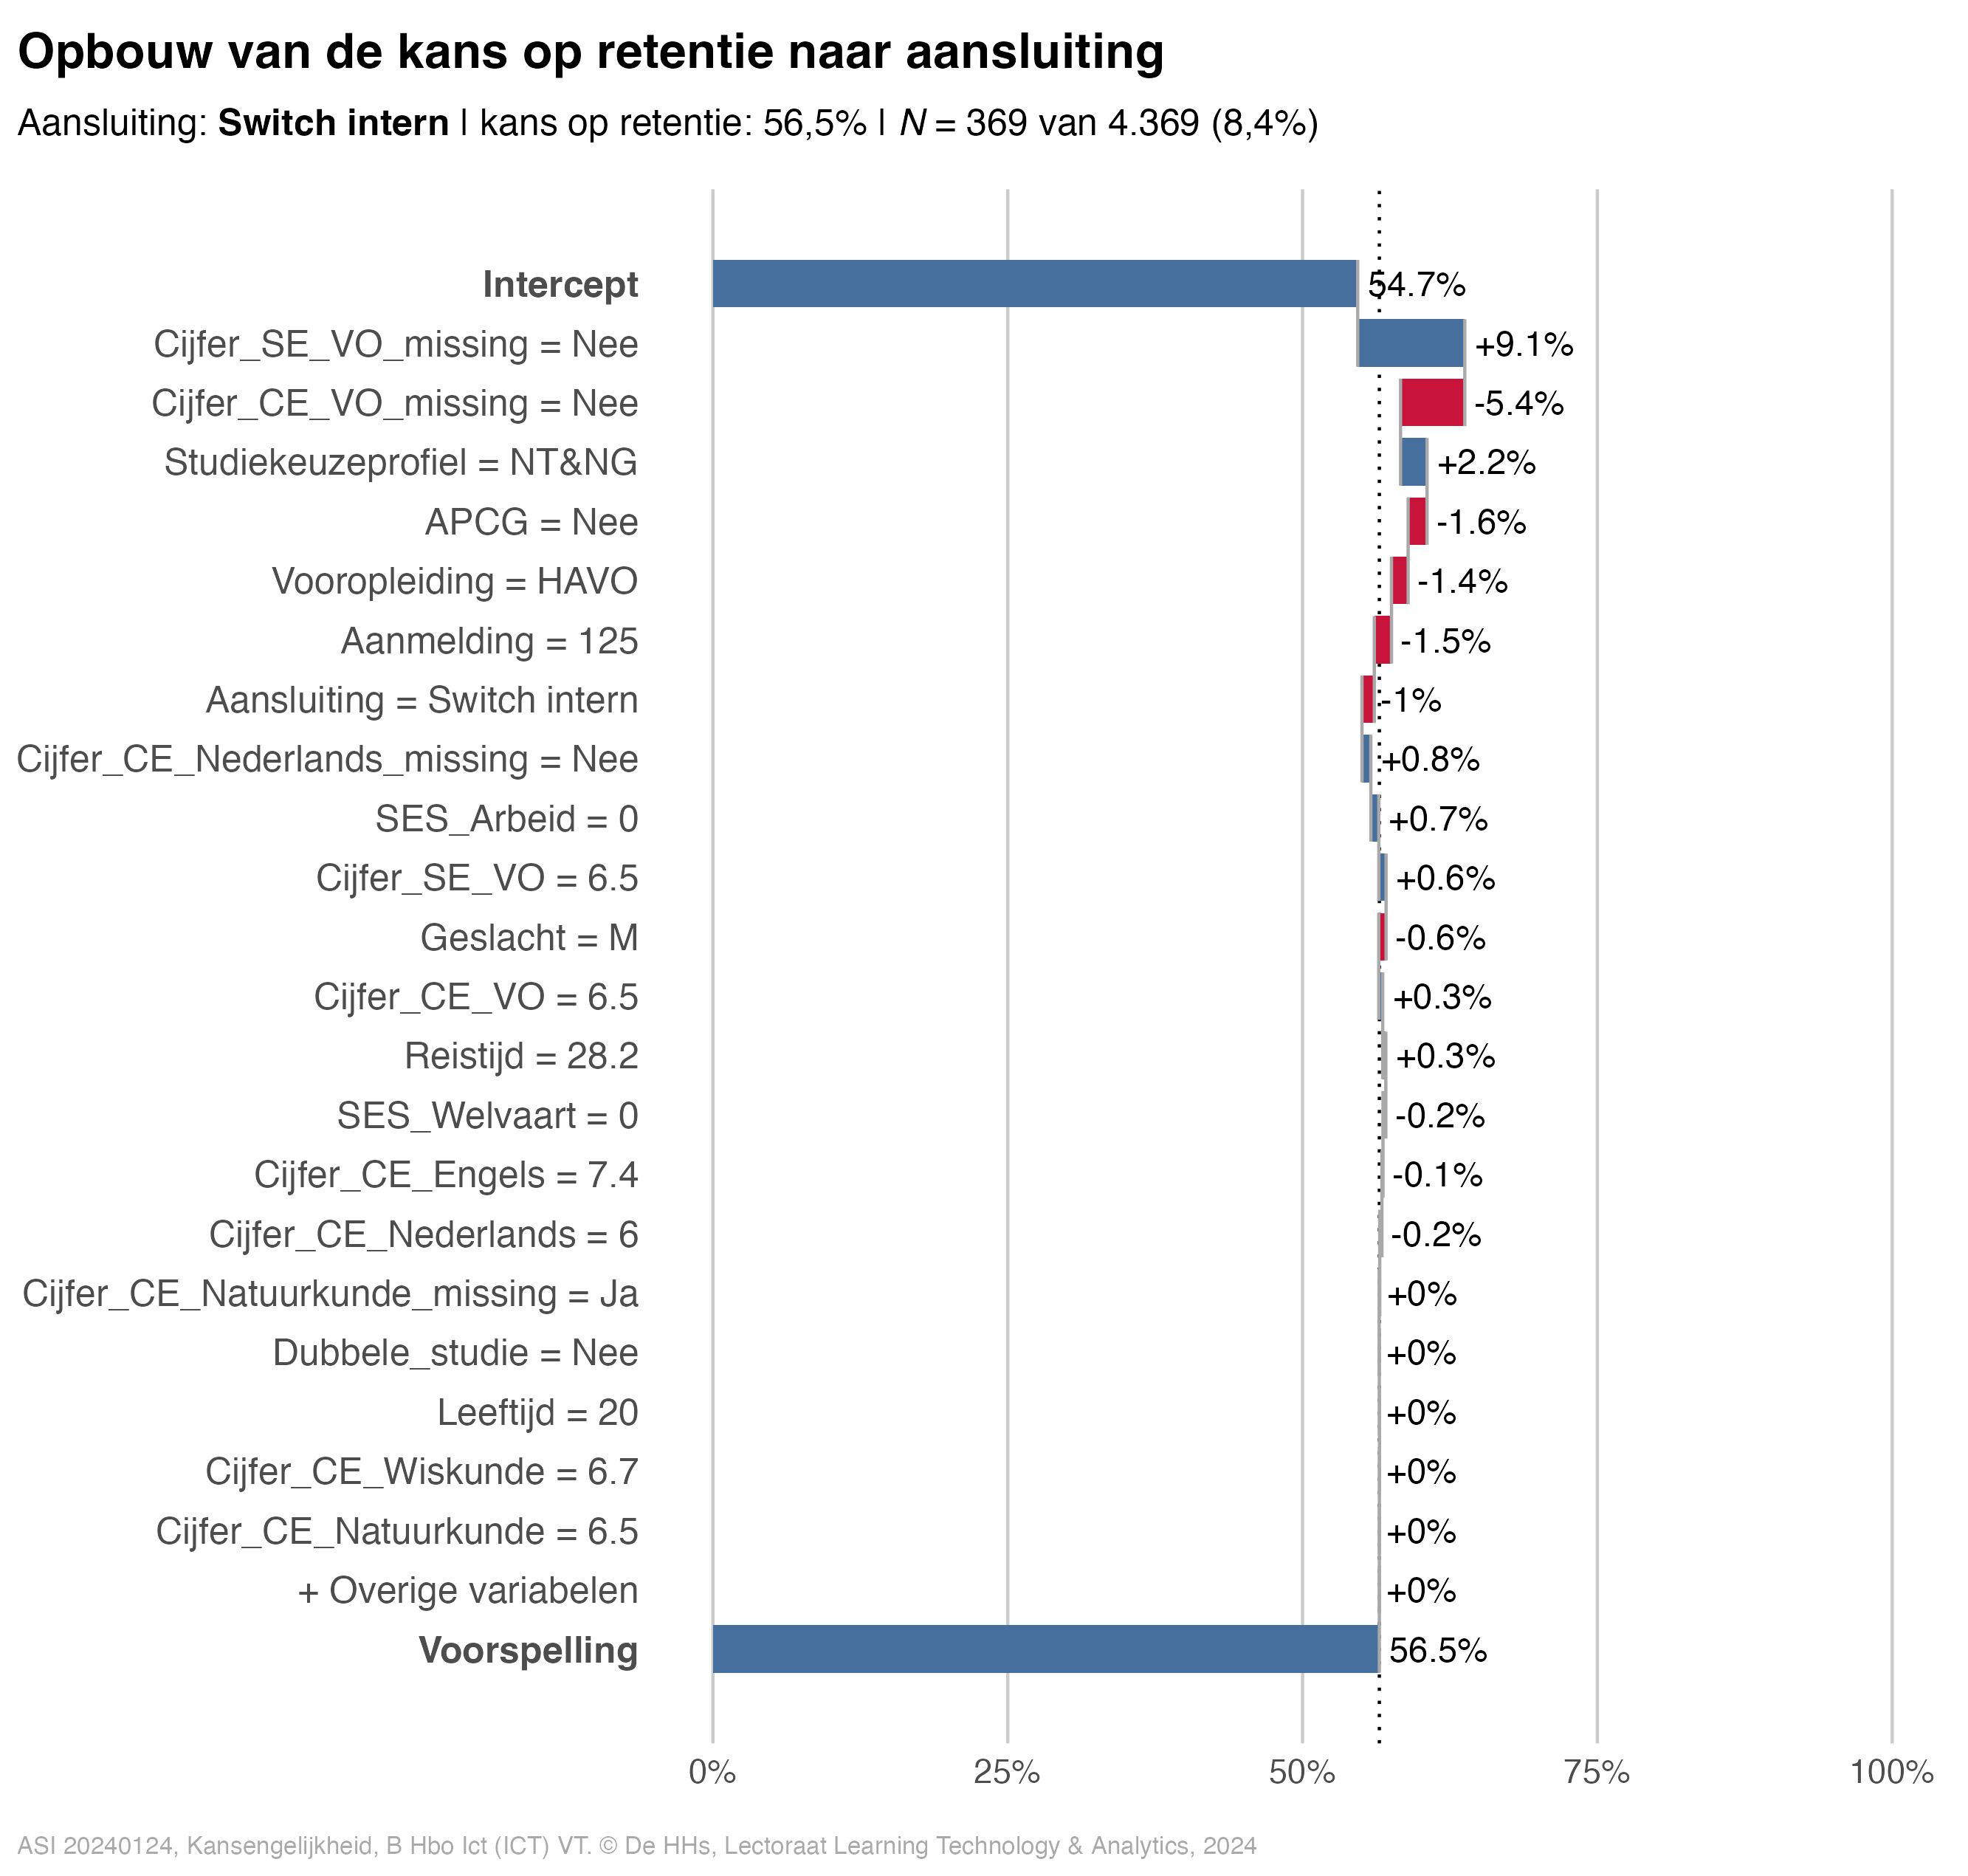 Opbouw van de kans op retentie naar aansluiting
Aansluiting: Switch intern | kans op retentie: 56,5% | N = 369 van 4.369 (8,4%)
Intercept 54.7%
Cijfer_SE_VO_missing = Nee +9.1%
Cijfer_CE_VO_missing = Nee -5.4%
Studiekeuzeprofiel = NT&NG +2.2%
APCG = Nee -1.6%
Vooropleiding = HAVO -1.4%
Aanmelding = 125 -1.5%
Aansluiting = Switch intern -1%
Cijfer_CE_Nederlands_missing = Nee +0.8%
SES_Arbeid = 0 +0.7%
Cijfer_SE_VO = 6.5 +0.6%
Geslacht = M -0.6%
Cijfer_CE_VO = 6.5 +0.3%
Reistijd = 28.2 +0.3%
SES_Welvaart = 0 -0.2%
Cijfer_CE_Engels = 7.4 -0.1%
Cijfer_CE_Nederlands = 6 -0.2%
Cijfer_CE_Natuurkunde_missing = Ja +0%
Dubbele_studie = Nee +0%
Leeftijd = 20 +0%
Cijfer_CE_Wiskunde = 6.7 +0%
Cijfer_CE_Natuurkunde = 6.5 +0%
+ Overige variabelen +0%
Voorspelling 56.5%
0% 25% 50% 75% 100%
ASI 20240124, Kansengelijkheid, B Hbo Ict (ICT) VT. © De HHs, Lectoraat Learning Technology & Analytics, 2024